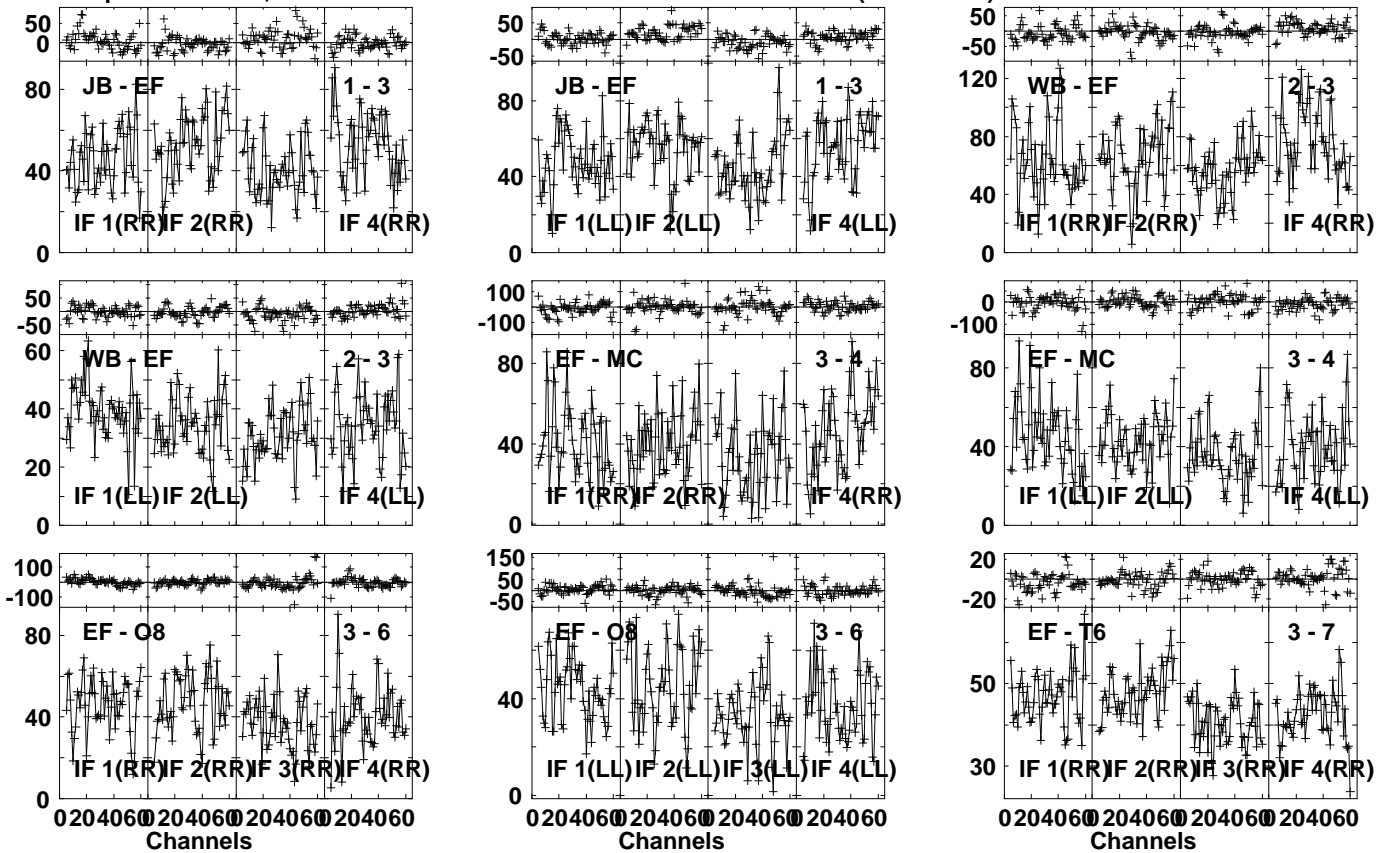 50
0
JB - EF 1 - 3
80
40
0
IF 1(RR) IF 2(RR) IF 4(RR)
50
-50
JB - EF 1 - 3
80
40
0
IF 1(LL) IF 2(LL) IF 4(LL)
50
-50
WB - EF 2 - 3
120
80
40
0
IF 1(RR) IF 2(RR) IF 4(RR)
50
-50
WB - EF 2 - 3
60
40
20
0
IF 1(LL) IF 2(LL) IF 4(LL)
100
-100
EF - MC 3 - 4
80
40
0
IF 1(RR) IF 2(RR) IF 4(RR)
0
-100
EF - MC 3 - 4
80
40
0
IF 1(LL) IF 2(LL) IF 4(LL)
100
-100
EF - O8 3 - 6
80
40
0
IF 1(RR) IF 2(RR) IF 3(RR) IF 4(RR)
0 20 40 60 0 20 40 60 0 20 40 60 0 20 40 60
Channels
150
50
-50
EF - O8 3 - 6
40
0
IF 1(LL) IF 2(LL) IF 3(LL) IF 4(LL)
0 20 40 60 0 20 40 60 0 20 40 60 0 20 40 60
Channels
20
-20
EF - T6 3 - 7
50
30
IF 1(RR) IF 2(RR) IF 3(RR) IF 4(RR)
0 20 40 60 0 20 40 60 0 20 40 60 0 20 40 60
Channels